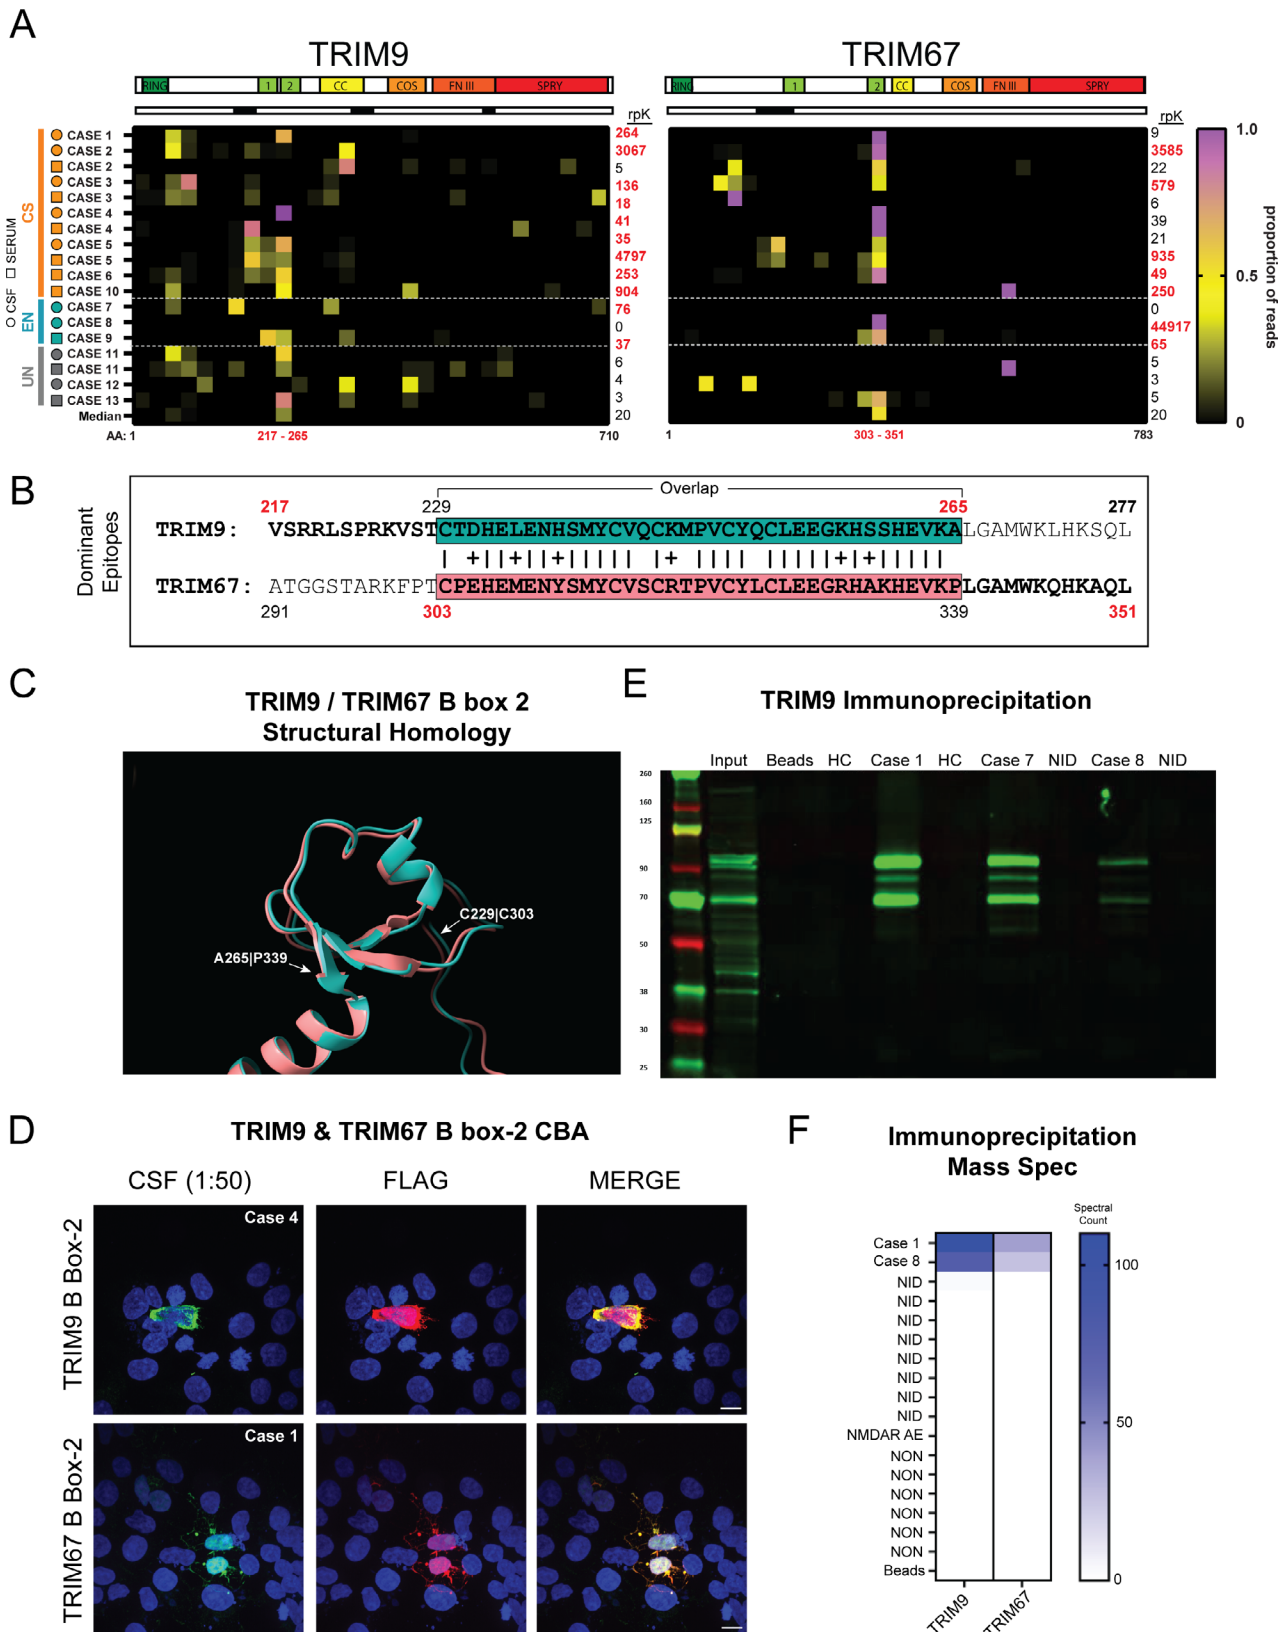 A
TRIM9
TRIM67
RING 1 2 CC COS FN III SPRY
RING 1 2 CC COS FN III SPRY
rpK
rpK
○ CSF □ SERUM
CS
EN
UN
CASE 1 264 9
CASE 2 3067 3585
CASE 2 5 22
CASE 3 136 579
CASE 3 18 6
CASE 4 41 39
CASE 4 35 21
CASE 5 4797 935
CASE 5 253 49
CASE 6 904 250
CASE 10 76 0
CASE 7 0 44917
CASE 8 37 65
CASE 9
CASE 11 6 5
CASE 11 4 3
CASE 12 3 5
CASE 13 20 20
Median
AA: 1 217 - 265 710
1 303 - 351 783
1.0
0.5
0
proportion of reads
B
Dominant Epitopes
Overlap
217 229 265 277
TRIM9: VSRRLSPRKVSTCTDHELENHSMYCVQCKMPVCYQCLEEGKHSSHEVKALGAMWKLHKSQL
| +||+||+||||| |+ |||| |||||+|+|||||
TRIM67: ATGGSTARKFPTCPEHEMENYSMYCVSCRTPVCYLCLEEGRHAKHEVKPLGAMWKQHKAQL
291 303 339 351
C
TRIM9 / TRIM67 B box 2
Structural Homology
C229|C303
A265|P339
E
TRIM9 Immunoprecipitation
Input Beads HC Case 1 HC Case 7 NID Case 8 NID
260
160
125
90
70
50
38
30
25
D
TRIM9 & TRIM67 B box-2 CBA
CSF (1:50) FLAG MERGE
TRIM9 B Box-2
Case 4
TRIM67 B Box-2
Case 1
F
Immunoprecipitation
Mass Spec
Spectral
Count
Case 1
Case 8
NID
NID
NID
NID
NID
NID
NID
NID
NMDAR AE
NON
NON
NON
NON
NON
NON
Beads
100
50
0
TRIM9
TRIM67